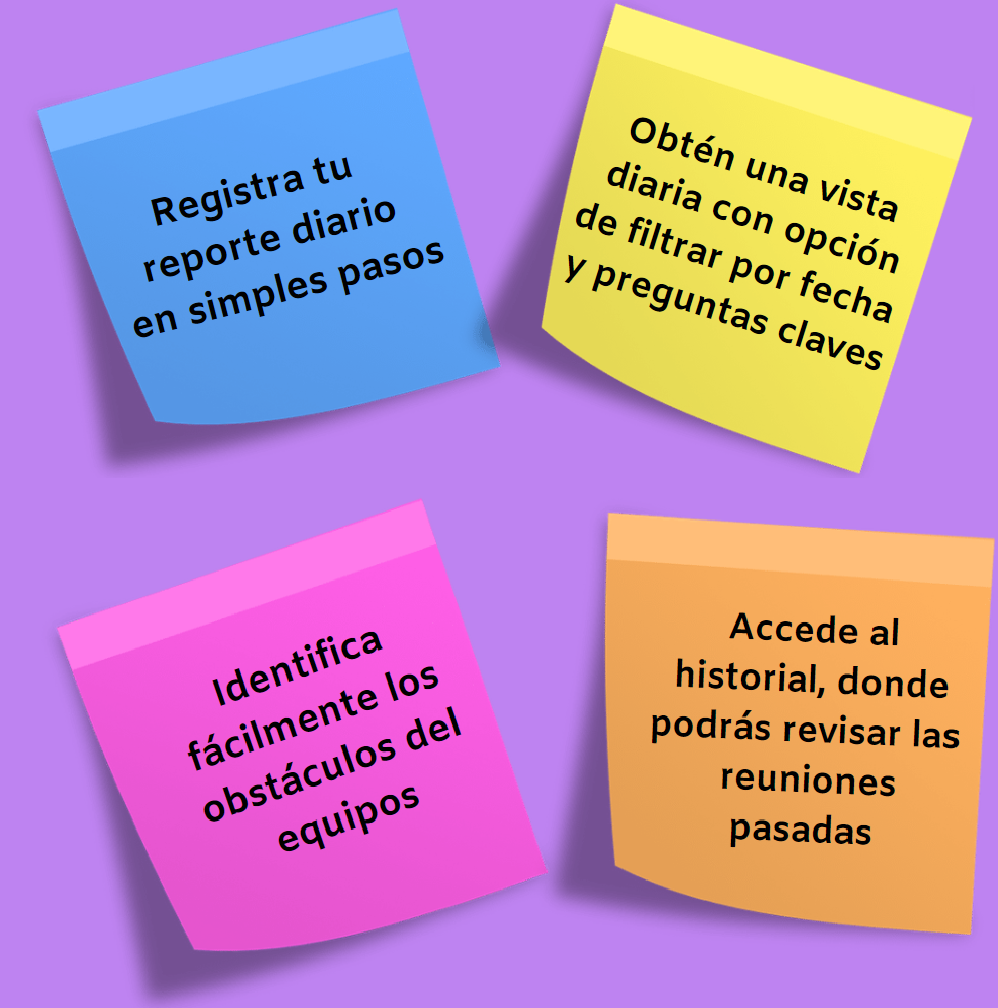 Registra tu
reporte diario
en simples pasos
Obtén una vista
diaria con opción
de filtrar por fecha
y preguntas claves
Identifica
fácilmente los
obstáculos del
equipos
Accede al
historial, donde
podrás revisar las
reuniones
pasadas